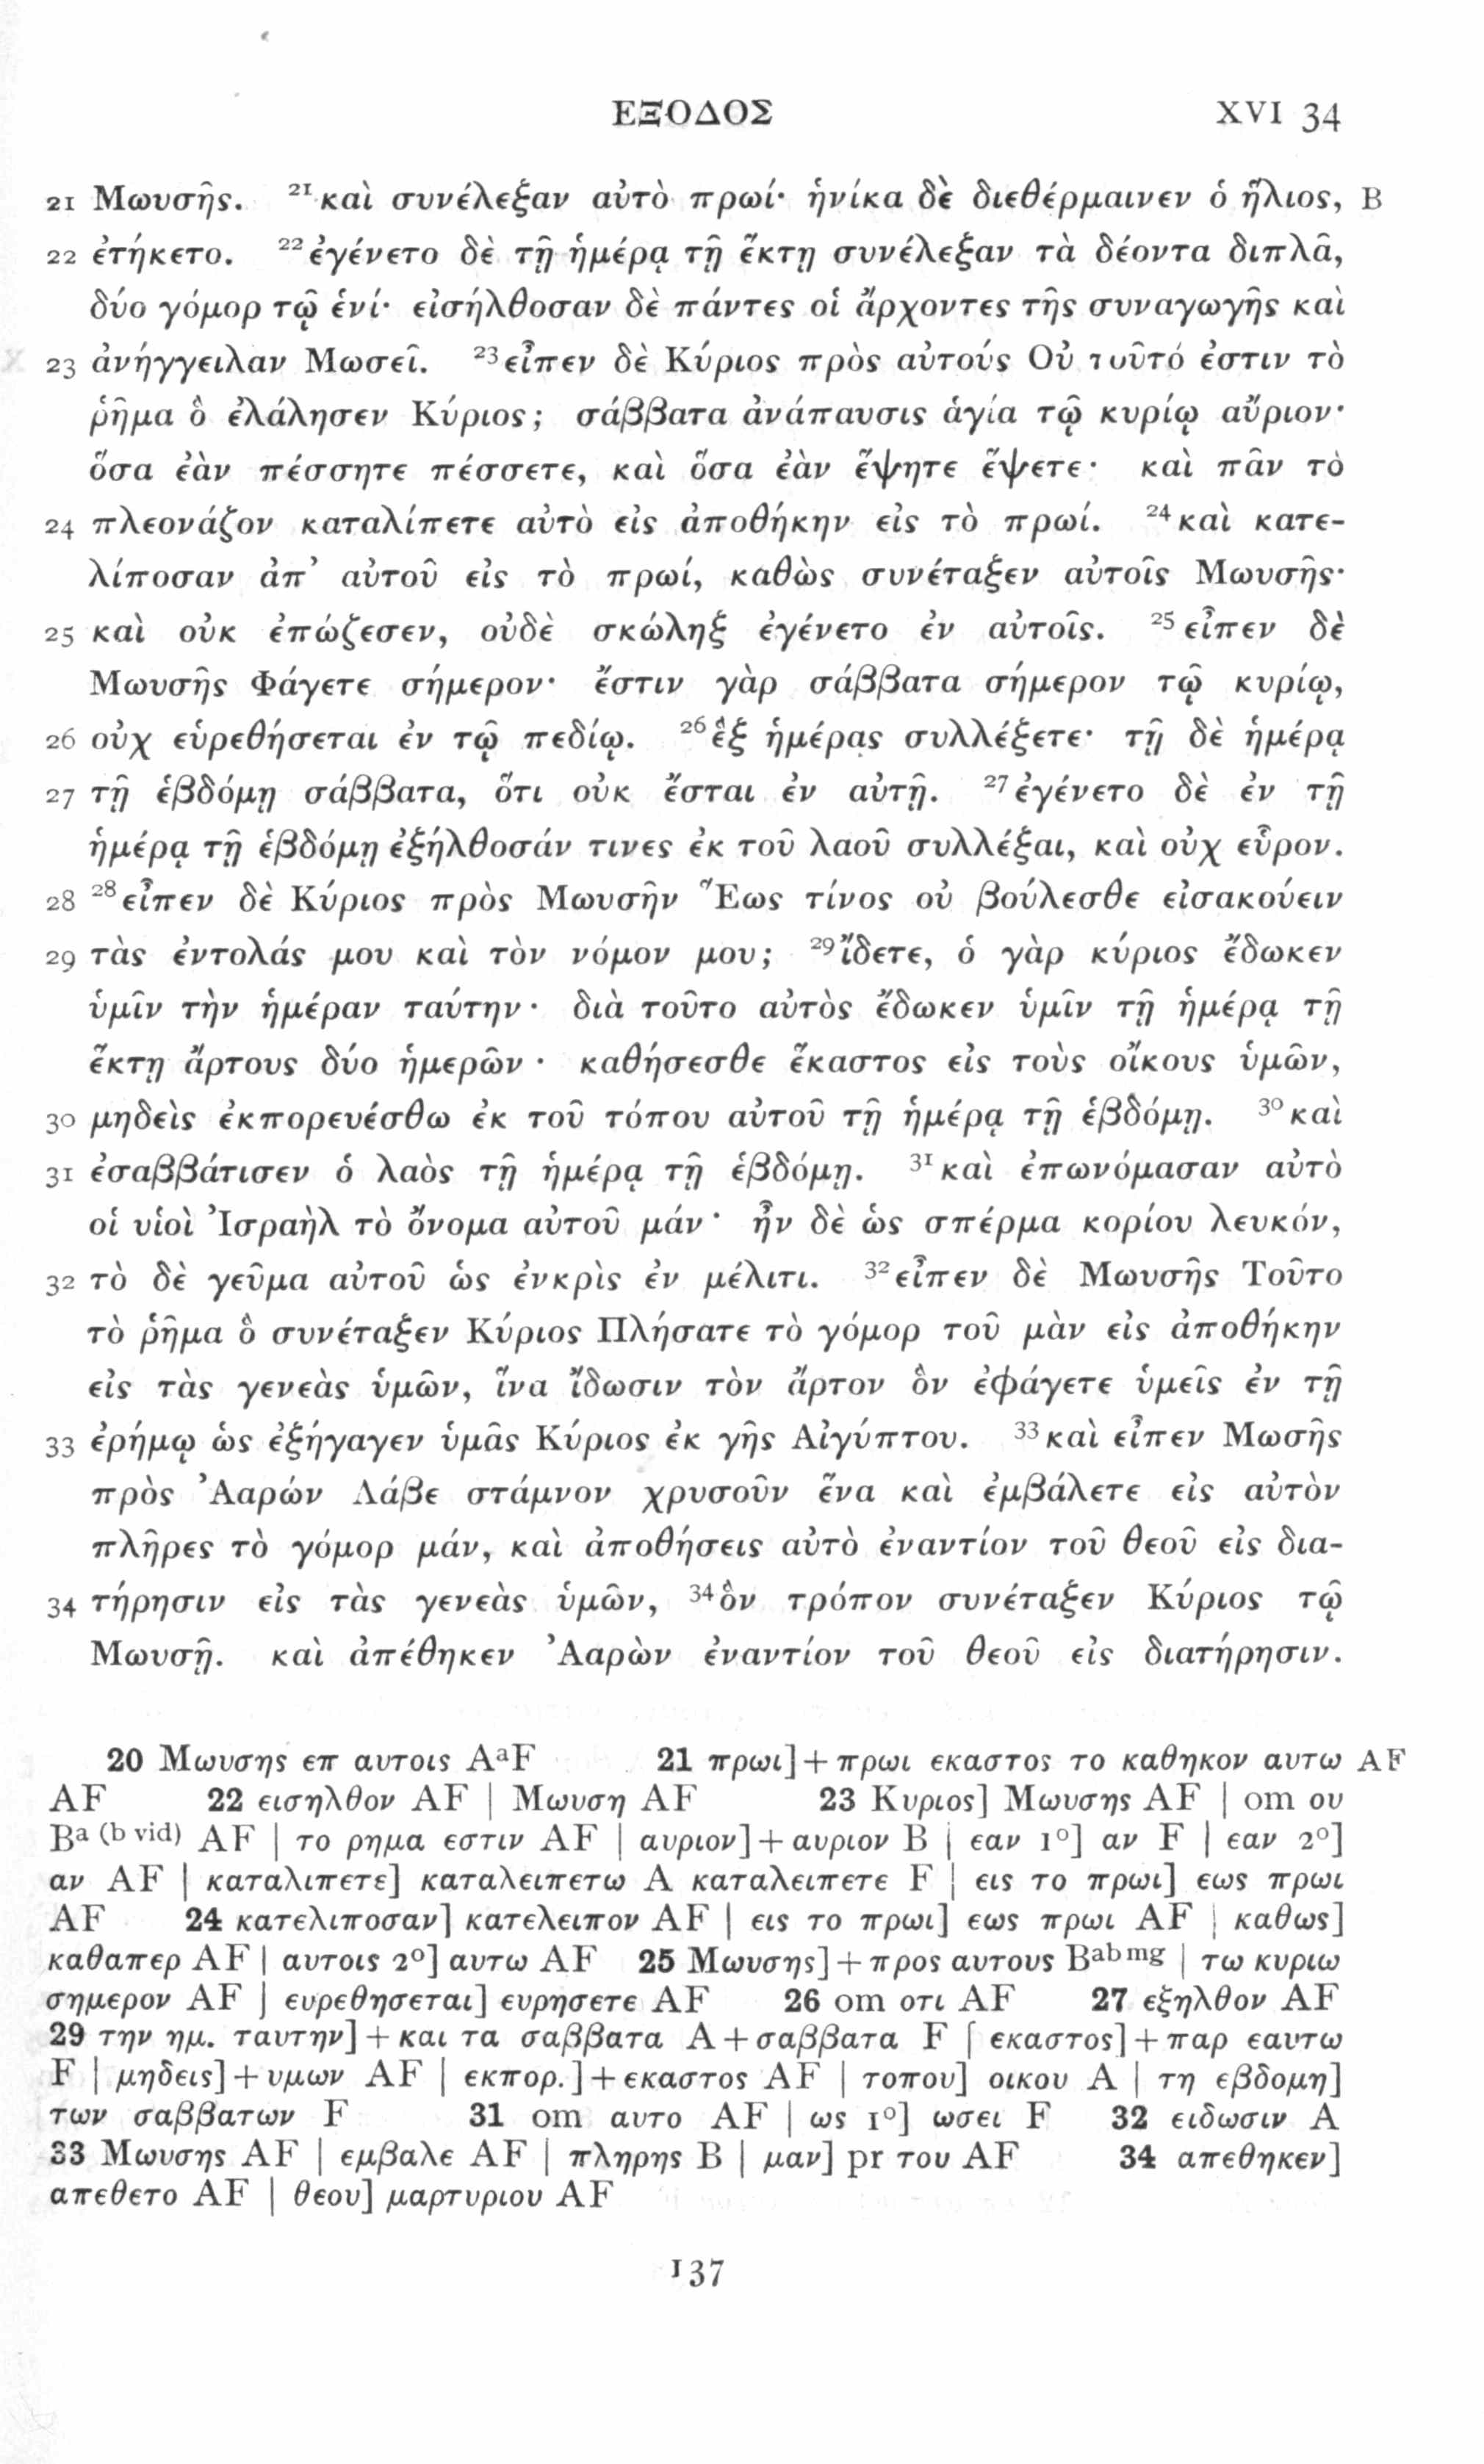 ΕΞΟΔΟΣ XVI 34
21 Μωυσῆς. ²¹καὶ συνέλεξαν αὐτὸ πρωί· ἡνίκα δὲ διεθέρμαινεν ὁ ἥλιος, B
22 ἐτήκετο. ²²ἐγένετο δὲ τῇ ἡμέρᾳ τῇ ἕκτῃ συνέλεξαν τὰ δέοντα διπλᾶ,
δύο γόμορ τῷ ἑνί· εἰσήλθοσαν δὲ πάντες οἱ ἄρχοντες τῆς συναγωγῆς καὶ
23 ἀνήγγειλαν Μωσεῖ. ²³εἶπεν δὲ Κύριος πρὸς αὐτούς Οὐ τοῦτό ἐστιν τὸ
ῥῆμα ὃ ἐλάλησεν Κύριος; σάββατα ἀνάπαυσις ἁγία τῷ κυρίῳ αὔριον·
ὅσα ἐὰν πέσσητε πέσσετε, καὶ ὅσα ἐὰν ἕψητε ἕψετε· καὶ πᾶν τὸ
24 πλεονάζον καταλίπετε αὐτὸ εἰς ἀποθήκην εἰς τὸ πρωί. ²⁴καὶ κατε-
λίποσαν ἀπ’ αὐτοῦ εἰς τὸ πρωί, καθὼς συνέταξεν αὐτοῖς Μωυσῆς·
25 καὶ οὐκ ἐπώζεσεν, οὐδὲ σκώληξ ἐγένετο ἐν αὐτοῖς. ²⁵εἶπεν δὲ
Μωυσῆς Φάγετε σήμερον· ἔστιν γὰρ σάββατα σήμερον τῷ κυρίῳ,
26 οὐχ εὑρεθήσεται ἐν τῷ πεδίῳ. ²⁶ἓξ ἡμέρας συλλέξετε· τῇ δὲ ἡμέρᾳ
27 τῇ ἑβδόμῃ σάββατα, ὅτι οὐκ ἔσται ἐν αὐτῇ. ²⁷ἐγένετο δὲ ἐν τῇ
ἡμέρᾳ τῇ ἑβδόμῃ ἐξήλθοσάν τινες ἐκ τοῦ λαοῦ συλλέξαι, καὶ οὐχ εὗρον.
28 ²⁸εἶπεν δὲ Κύριος πρὸς Μωυσῆν Ἕως τίνος οὐ βούλεσθε εἰσακούειν
29 τὰς ἐντολάς μου καὶ τὸν νόμον μου; ²⁹ἴδετε, ὁ γὰρ κύριος ἔδωκεν
ὑμῖν τὴν ἡμέραν ταύτην· διὰ τοῦτο αὐτὸς ἔδωκεν ὑμῖν τῇ ἡμέρᾳ τῇ
ἕκτῃ ἄρτους δύο ἡμερῶν· καθήσεσθε ἕκαστος εἰς τοὺς οἴκους ὑμῶν,
30 μηδεὶς ἐκπορευέσθω ἐκ τοῦ τόπου αὐτοῦ τῇ ἡμέρᾳ τῇ ἑβδόμῃ. ³⁰καὶ
31 ἐσαββάτισεν ὁ λαὸς τῇ ἡμέρᾳ τῇ ἑβδόμῃ. ³¹καὶ ἐπωνόμασαν αὐτὸ
οἱ υἱοὶ Ἰσραὴλ τὸ ὄνομα αὐτοῦ μάν· ἦν δὲ ὡς σπέρμα κορίου λευκόν,
32 τὸ δὲ γεῦμα αὐτοῦ ὡς ἐνκρὶς ἐν μέλιτι. ³²εἶπεν δὲ Μωυσῆς Τοῦτο
τὸ ῥῆμα ὃ συνέταξεν Κύριος Πλήσατε τὸ γόμορ τοῦ μὰν εἰς ἀποθήκην
εἰς τὰς γενεὰς ὑμῶν, ἵνα ἴδωσιν τὸν ἄρτον ὃν ἐφάγετε ὑμεῖς ἐν τῇ
33 ἐρήμῳ ὡς ἐξήγαγεν ὑμᾶς Κύριος ἐκ γῆς Αἰγύπτου. ³³καὶ εἶπεν Μωσῆς
πρὸς Ἀαρών Λάβε στάμνον χρυσοῦν ἕνα καὶ ἐμβάλετε εἰς αὐτὸν
πλῆρες τὸ γόμορ μάν, καὶ ἀποθήσεις αὐτὸ ἐναντίον τοῦ θεοῦ εἰς δια-
34 τήρησιν εἰς τὰς γενεὰς ὑμῶν, ³⁴ὃν τρόπον συνέταξεν Κύριος τῷ
Μωυσῇ. καὶ ἀπέθηκεν Ἀαρὼν ἐναντίον τοῦ θεοῦ εἰς διατήρησιν.
20 Μωυσης επ αυτοις AᵃF 21 πρωι]+πρωι εκαστος το καθηκον αυτω AF
AF 22 εισηλθον AF | Μωυση AF 23 Κυριος] Μωυσης AF | om ου
Bᵃ ⁽ᵇ ᵛⁱᵈ⁾ AF | το ρημα εστιν AF | αυριον]+αυριον B | εαν 1°] αν F | εαν 2°]
αν AF | καταλιπετε] καταλειπετω A καταλειπετε F | εις το πρωι] εως πρωι
AF 24 κατελιποσαν] κατελειπον AF | εις το πρωι] εως πρωι AF | καθως]
καθαπερ AF | αυτοις 2°] αυτω AF 25 Μωυσης]+προς αυτους Bᵃᵇᵐᵍ | τω κυριω
σημερον AF | ευρεθησεται] ευρησετε AF 26 om οτι AF 27 εξηλθον AF
29 την ημ. ταυτην]+και τα σαββατα A+σαββατα F | εκαστος]+παρ εαυτω
F | μηδεις]+υμων AF | εκπορ.]+εκαστος AF | τοπου] οικου A | τη εβδομη]
των σαββατων F 31 om αυτο AF | ως 1°] ωσει F 32 ειδωσιν A
33 Μωυσης AF | εμβαλε AF | πληρης B | μαν] pr του AF 34 απεθηκεν]
απεθετο AF | θεου] μαρτυριου AF
137